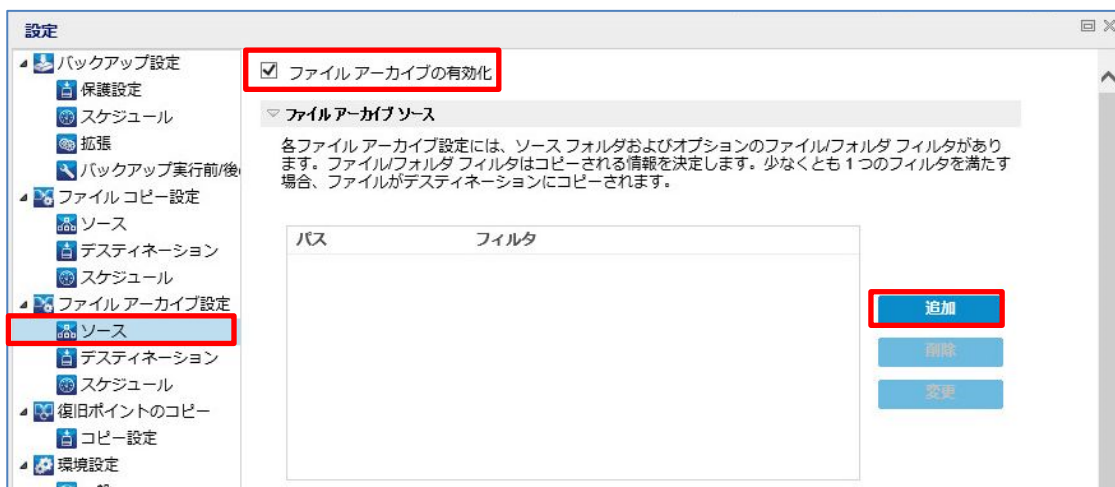 設定
バックアップ設定
保護設定
スケジュール
拡張
バックアップ実行前/後
ファイル コピー設定
ソース
デスティネーション
スケジュール
ファイル アーカイブ設定
ソース
デスティネーション
スケジュール
復旧ポイントのコピー
コピー設定
環境設定
ファイル アーカイブの有効化
ファイル アーカイブ ソース
各ファイル アーカイブ設定には、ソース フォルダおよびオプションのファイル/フォルダ フィルタがあり
ます。ファイル/フォルダ フィルタはコピーされる情報を決定します。少なくとも 1 つのフィルタを満たす
場合、ファイルがデスティネーションにコピーされます。
パス フィルタ
追加
削除
変更